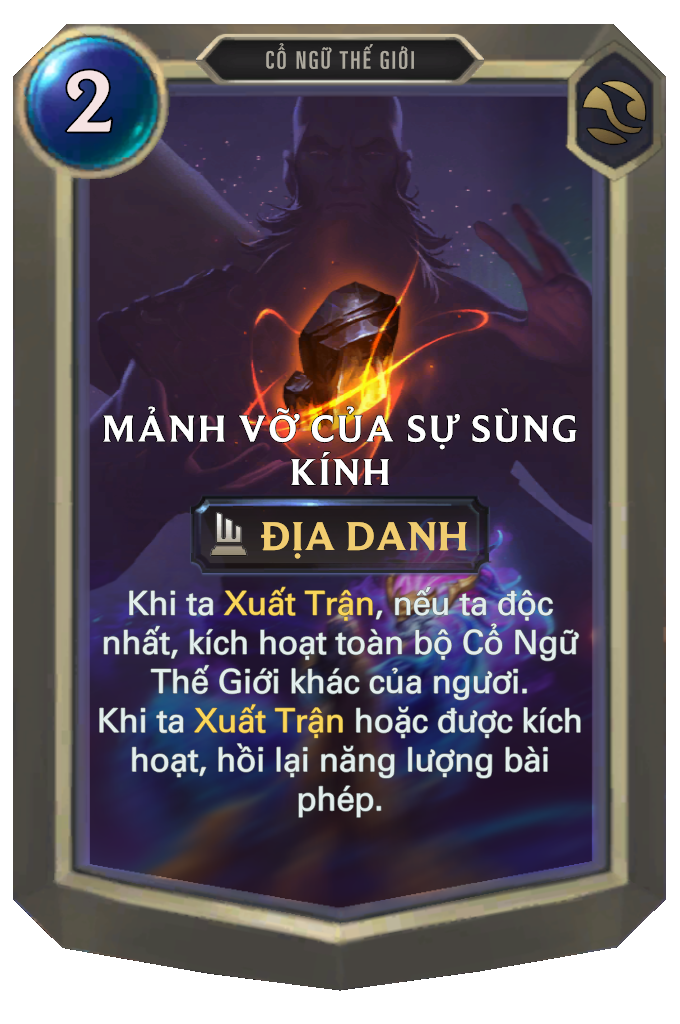 CỔ NGỮ THẾ GIỚI
2
MẢNH VỠ CỦA SỰ SÙNG
KÍNH
ĐỊA DANH
Khi ta Xuất Trận, nếu ta độc
nhất, kích hoạt toàn bộ Cổ Ngữ
Thế Giới khác của ngươi.
Khi ta Xuất Trận hoặc được kích
hoạt, hồi lại năng lượng bài
phép.